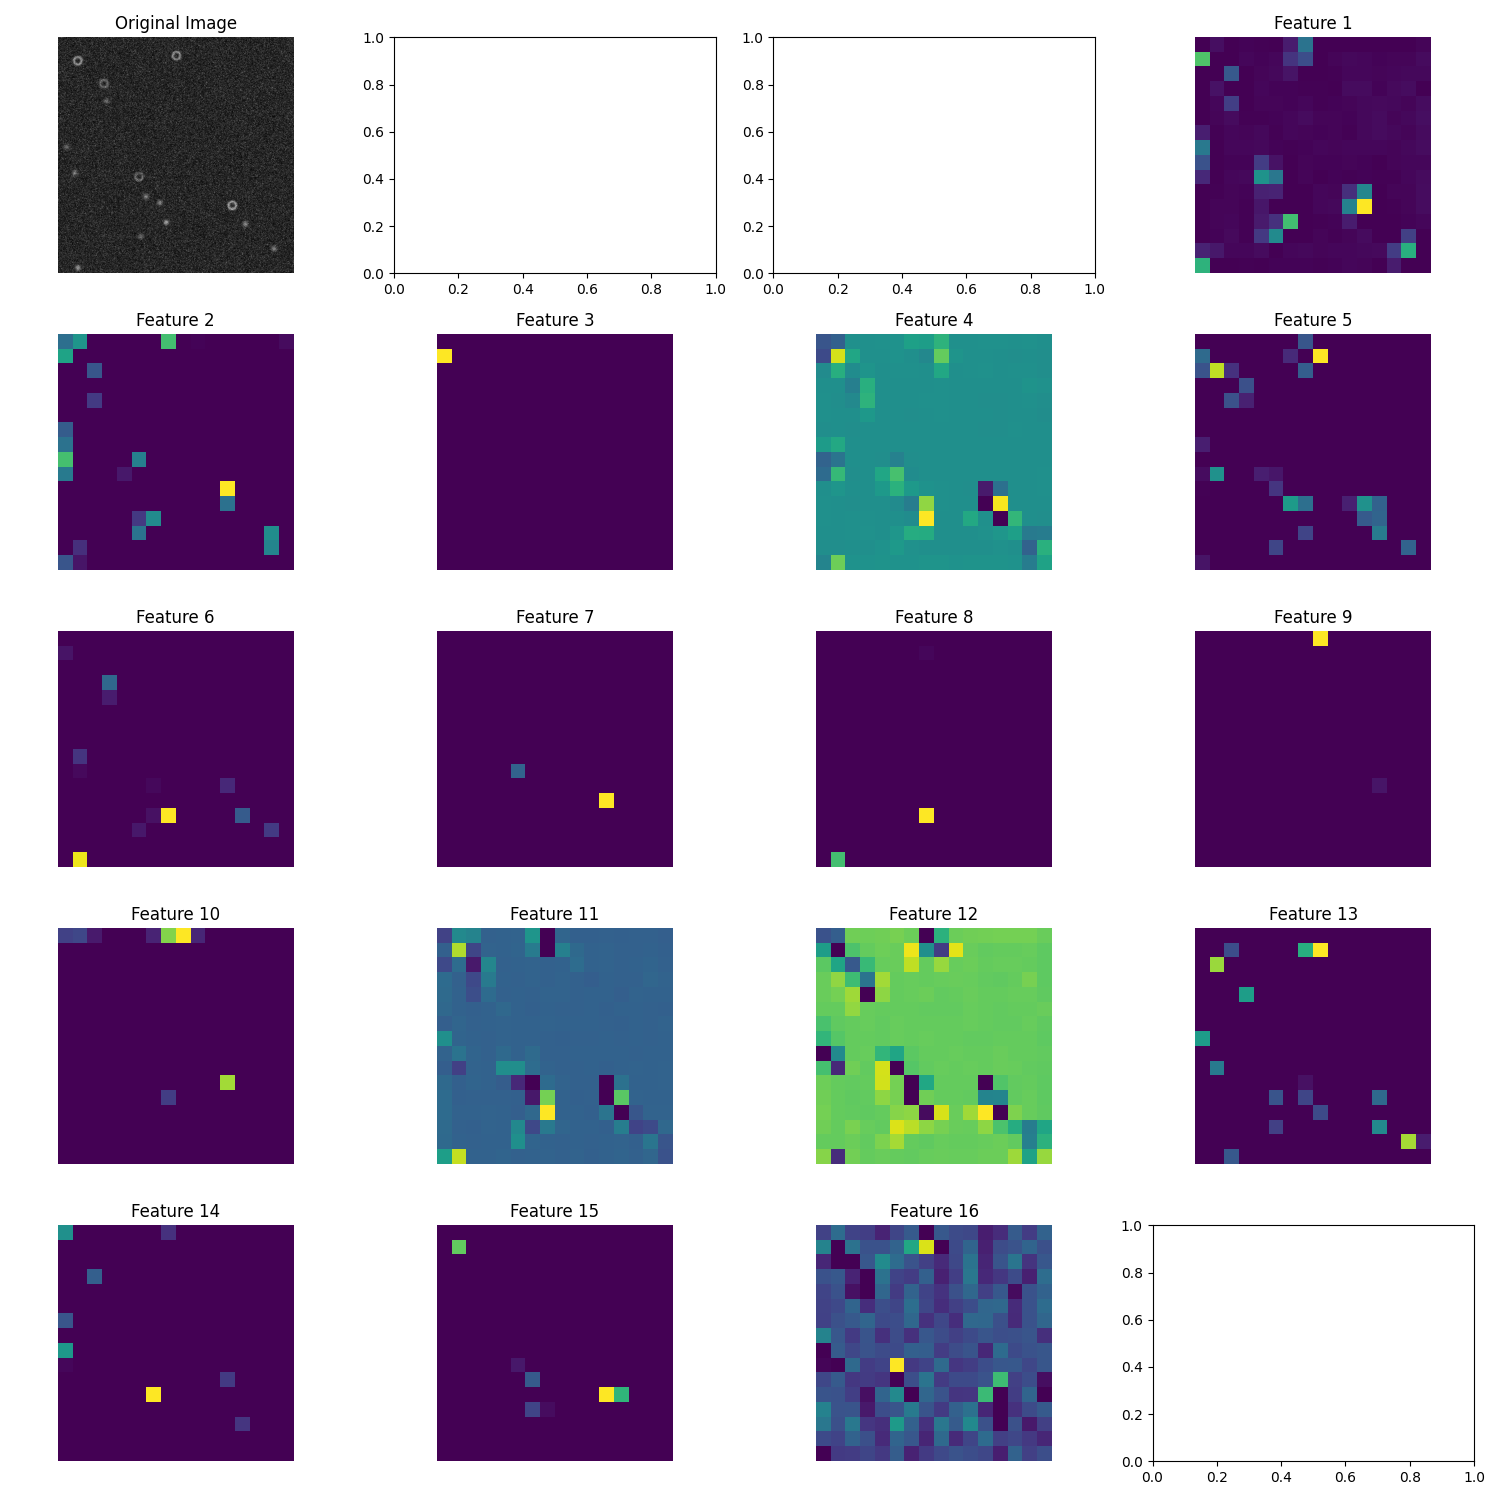 Original Image
1.0
0.8
0.6
0.4
0.2
0.0
0.0 0.2 0.4 0.6 0.8 1.0
1.0
0.8
0.6
0.4
0.2
0.0
0.0 0.2 0.4 0.6 0.8 1.0
Feature 1
Feature 2
Feature 3
Feature 4
Feature 5
Feature 6
Feature 7
Feature 8
Feature 9
Feature 10
Feature 11
Feature 12
Feature 13
Feature 14
Feature 15
Feature 16
1.0
0.8
0.6
0.4
0.2
0.0
0.0 0.2 0.4 0.6 0.8 1.0